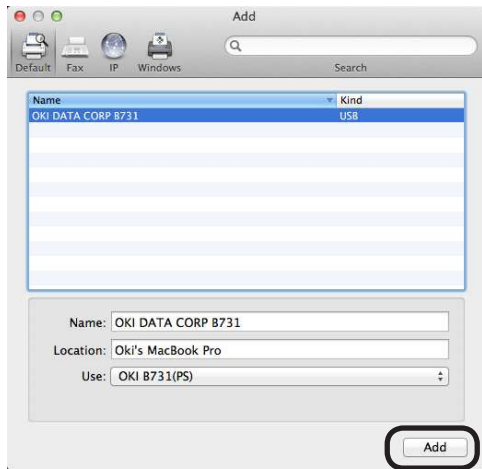 Add
Default Fax IP Windows Search
Name Kind
OKI DATA CORP B731 USB
Name: OKI DATA CORP B731
Location: Oki's MacBook Pro
Use: OKI B731(PS)
Add